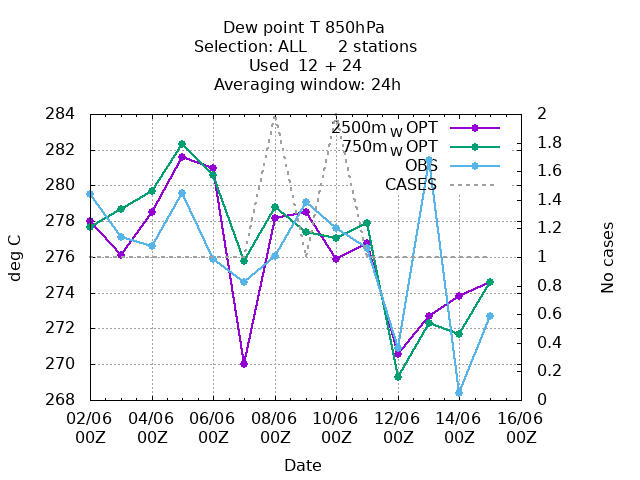 Dew point T 850hPa
Selection: ALL 2 stations
Used 12 + 24
Averaging window: 24h
284
282
280
278
276
274
272
270
268
2
1.8
1.6
1.4
1.2
1
0.8
0.6
0.4
0.2
0
2500m W OPT
750m W OPT
OBS
CASES
deg C
No cases
02/06 04/06 06/06 08/06 10/06 12/06 14/06 16/06
00Z 00Z 00Z 00Z 00Z 00Z 00Z 00Z
Date